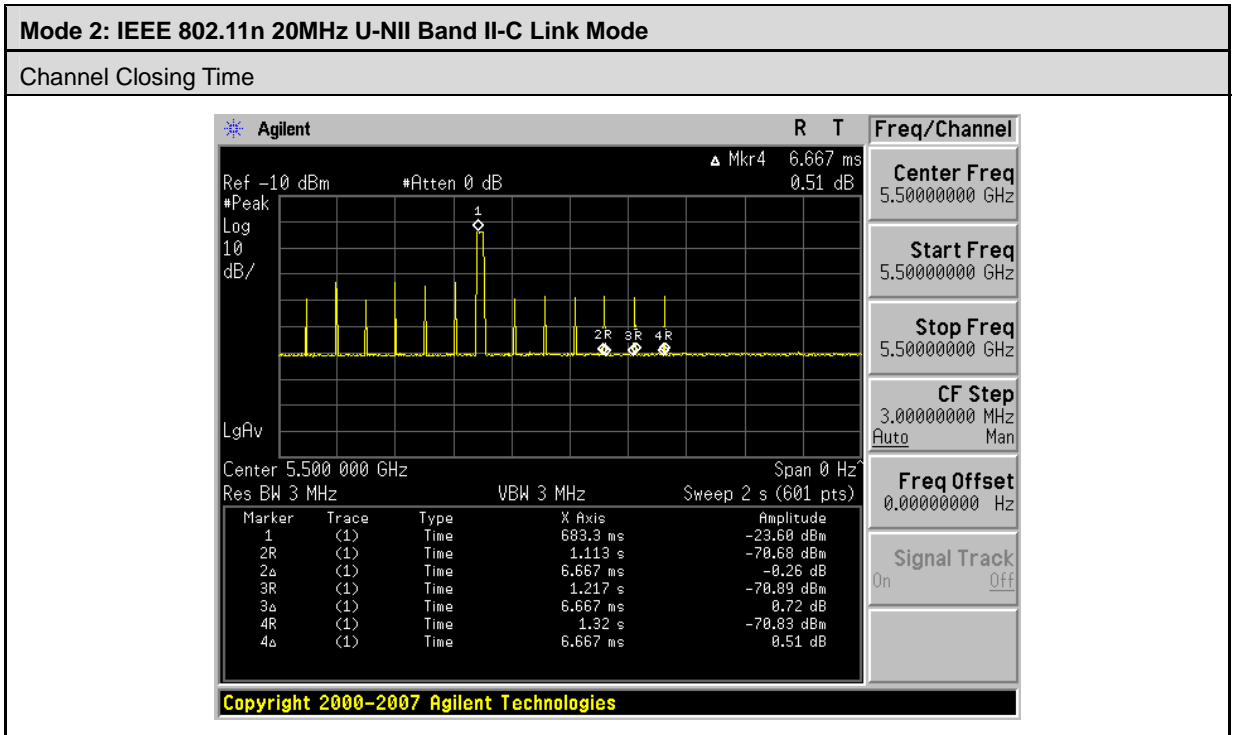 Mode 2: IEEE 802.11n 20MHz U-NII Band II-C Link Mode
Channel Closing Time
Agilent R T Freq/Channel
Δ Mkr4 6.667 ms
Ref -10 dBm #Atten 0 dB 0.51 dB
#Peak
Log
10
dB/
1
2R 3R 4R
LgAv
Center 5.500 000 GHz Span 0 Hz^
Res BW 3 MHz VBW 3 MHz Sweep 2 s (601 pts)
Marker Trace Type X Axis Amplitude
1 (1) Time 683.3 ms -23.60 dBm
2R (1) Time 1.113 s -70.68 dBm
2Δ (1) Time 6.667 ms -0.26 dB
3R (1) Time 1.217 s -70.89 dBm
3Δ (1) Time 6.667 ms 0.72 dB
4R (1) Time 1.32 s -70.83 dBm
4Δ (1) Time 6.667 ms 0.51 dB
Center Freq
5.50000000 GHz
Start Freq
5.50000000 GHz
Stop Freq
5.50000000 GHz
CF Step
3.00000000 MHz
Auto Man
Freq Offset
0.00000000 Hz
Signal Track
On Off
Copyright 2000-2007 Agilent Technologies